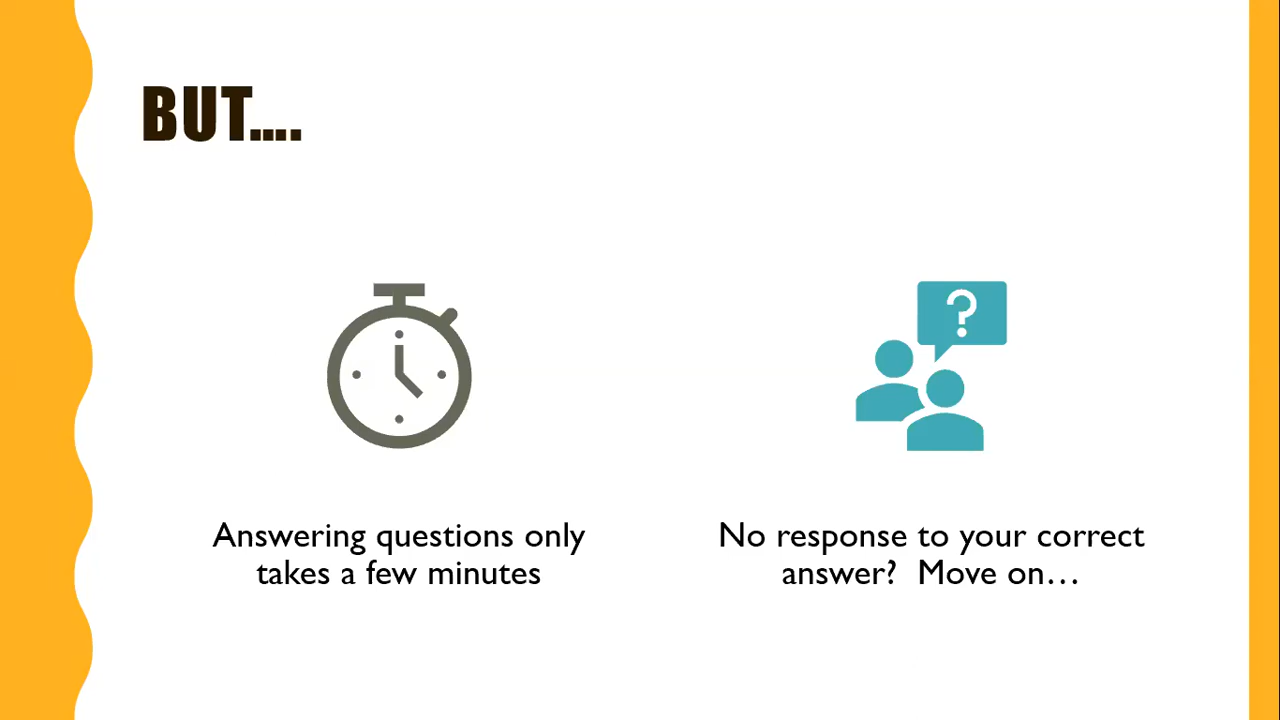 BUT....
Answering questions only
takes a few minutes
?
No response to your correct
answer?  Move on…